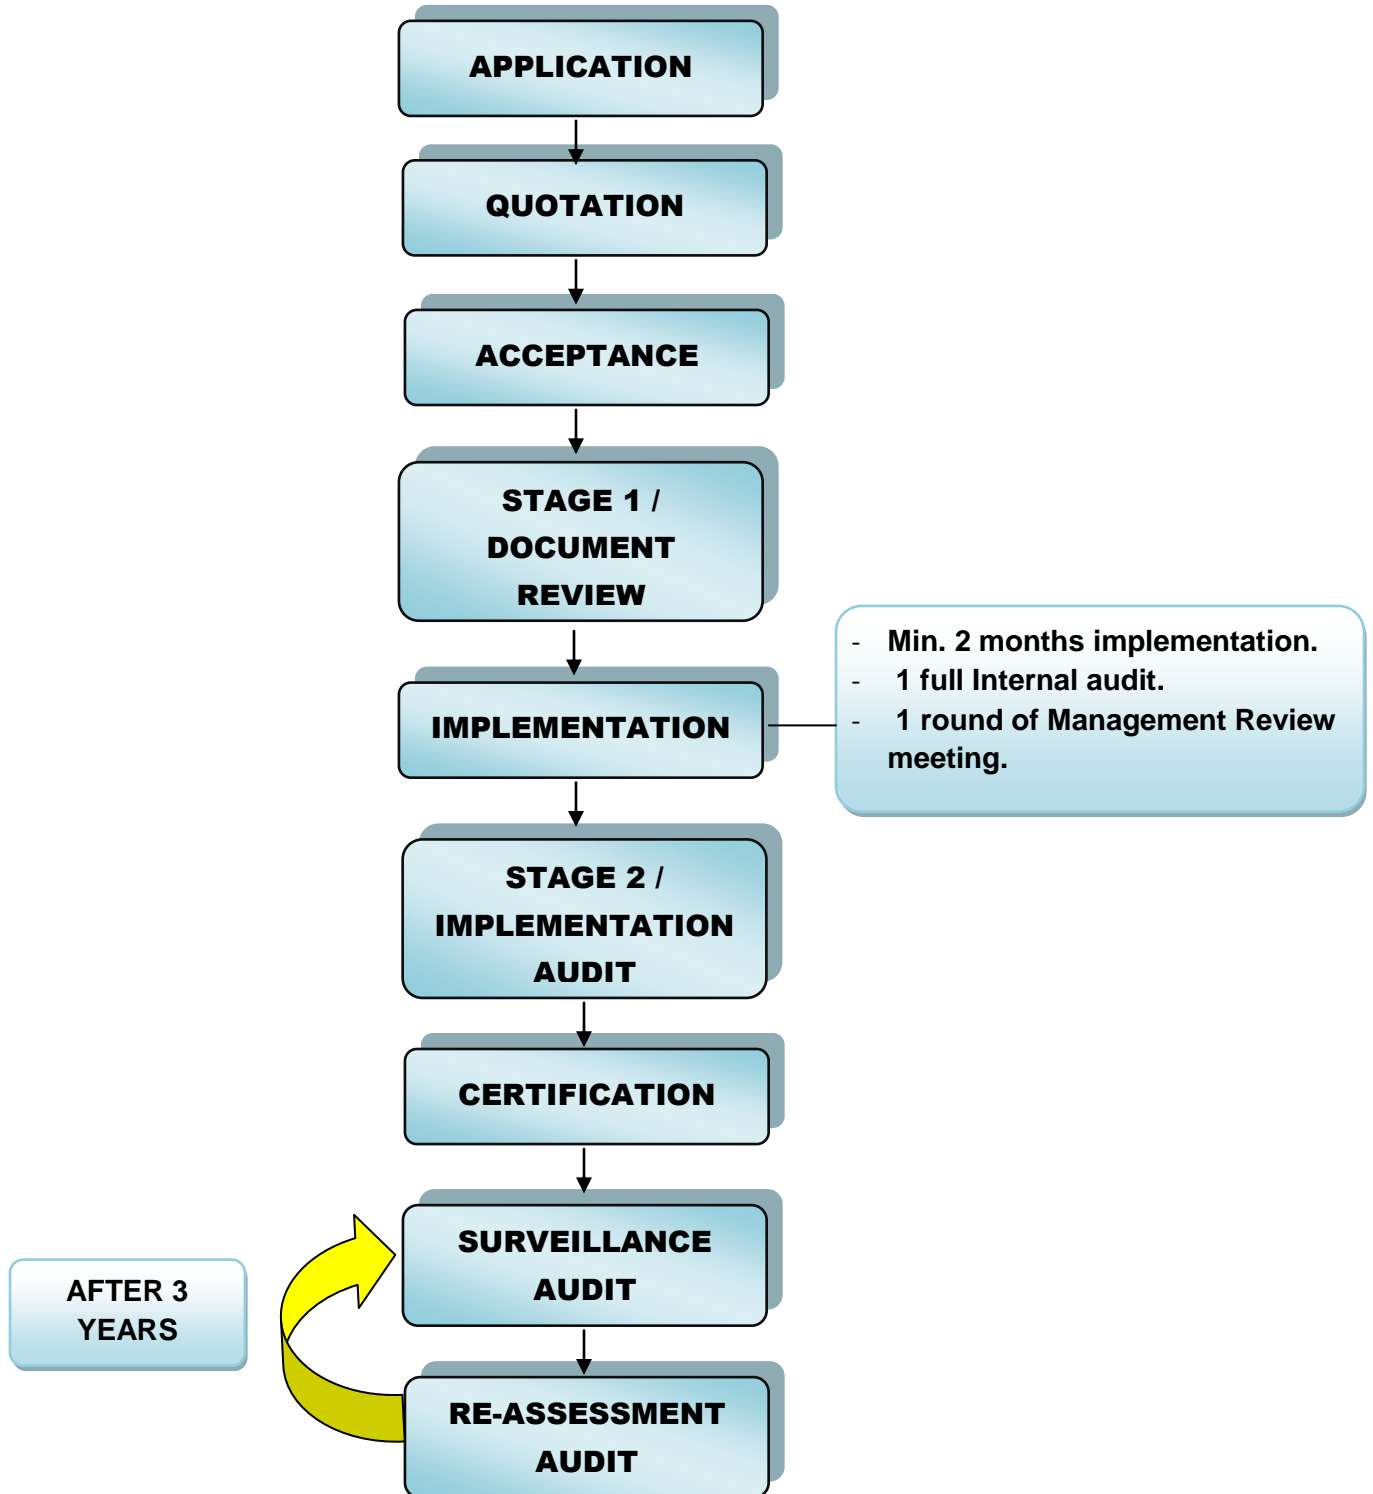 APPLICATION
QUOTATION
ACCEPTANCE
STAGE 1 /
DOCUMENT
REVIEW
IMPLEMENTATION
- Min. 2 months implementation.
- 1 full Internal audit.
- 1 round of Management Review
meeting.
STAGE 2 /
IMPLEMENTATION
AUDIT
CERTIFICATION
SURVEILLANCE
AUDIT
AFTER 3
YEARS
RE-ASSESSMENT
AUDIT